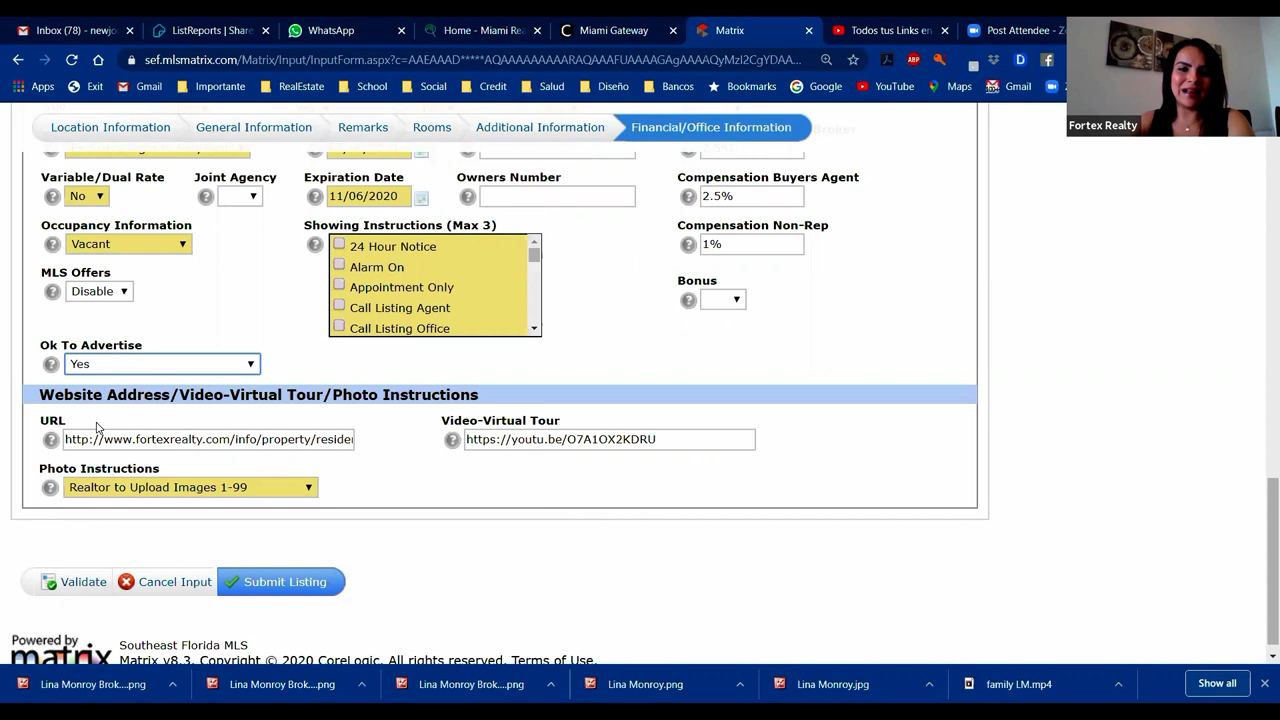 Inbox (78) - newjo
ListReports | Share
WhatsApp
Home - Miami Re
Miami Gateway
Matrix
Todos tus Links en
Post Attendee - Zo
sef.mlsmatrix.com/Matrix/Input/InputForm.aspx?c=AEAAAD*****AQAAAAAAAAARAQAAAFUAAAAGAgAAAAQyMzI2CgYDAA...
Apps
Exit
Gmail
Importante
RealEstate
School
Social
Credit
Salud
Diseño
Bancos
Bookmarks
Google
YouTube
Maps
Gmail
Fortex Realty
Location Information
General Information
Remarks
Rooms
Additional Information
Financial/Office Information
Variable/Dual Rate
Joint Agency
Expiration Date
Owners Number
Compensation Buyers Agent
No
11/06/2020
2.5%
Occupancy Information
Showing Instructions (Max 3)
Compensation Non-Rep
Vacant
24 Hour Notice
1%
Alarm On
MLS Offers
Appointment Only
Bonus
Disable
Call Listing Agent
Call Listing Office
Ok To Advertise
Yes
Website Address/Video-Virtual Tour/Photo Instructions
URL
Video-Virtual Tour
http://www.fortexrealty.com/info/property/resider
https://youtu.be/O7A1OX2KDRU
Photo Instructions
Realtor to Upload Images 1-99
Validate
Cancel Input
Submit Listing
Powered by
matrix
Southeast Florida MLS
Matrix v8.3. Copyright © 2020 CoreLogic. All rights reserved. Terms of Use.
Lina Monroy Brok....png
Lina Monroy Brok....png
Lina Monroy Brok....png
Lina Monroy.png
Lina Monroy.jpg
family LM.mp4
Show all